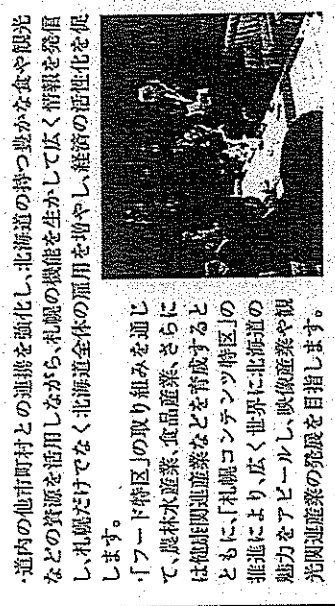 ・道内の他市町村との連携を強化し、北海道の持つ豊かな食や観光
などの資源を活用しながら、札幌の機能を生かして広く情報を発信
し、札幌だけでなく北海道全体の雇用を増やし、経済の活性化を促
します。
・「フード特区」の取り組みを通じ
て、農林水産業、食品産業、さらに
は健康関連産業などを育成すると
ともに、「札幌コンテンツ特区」の
推進により、広く世界に北海道の
魅力をアピールし、映像産業や観
光関連産業の発展を目指します。